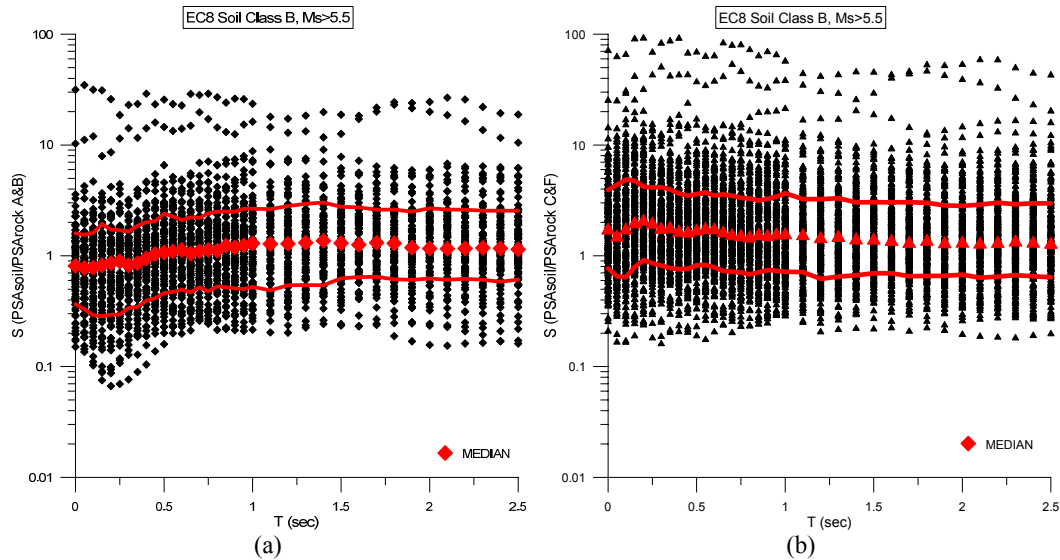 EC8 Soil Class B, Ms>5.5
100
10
1
0.1
0.01
S (PSAsoil/PSArock A&B)
MEDIAN
0 0.5 1 1.5 2 2.5
T (sec)
(a)
EC8 Soil Class B, Ms>5.5
100
10
1
0.1
0.01
S (PSAsoil/PSArock C&F)
MEDIAN
0 0.5 1 1.5 2 2.5
T (sec)
(b)